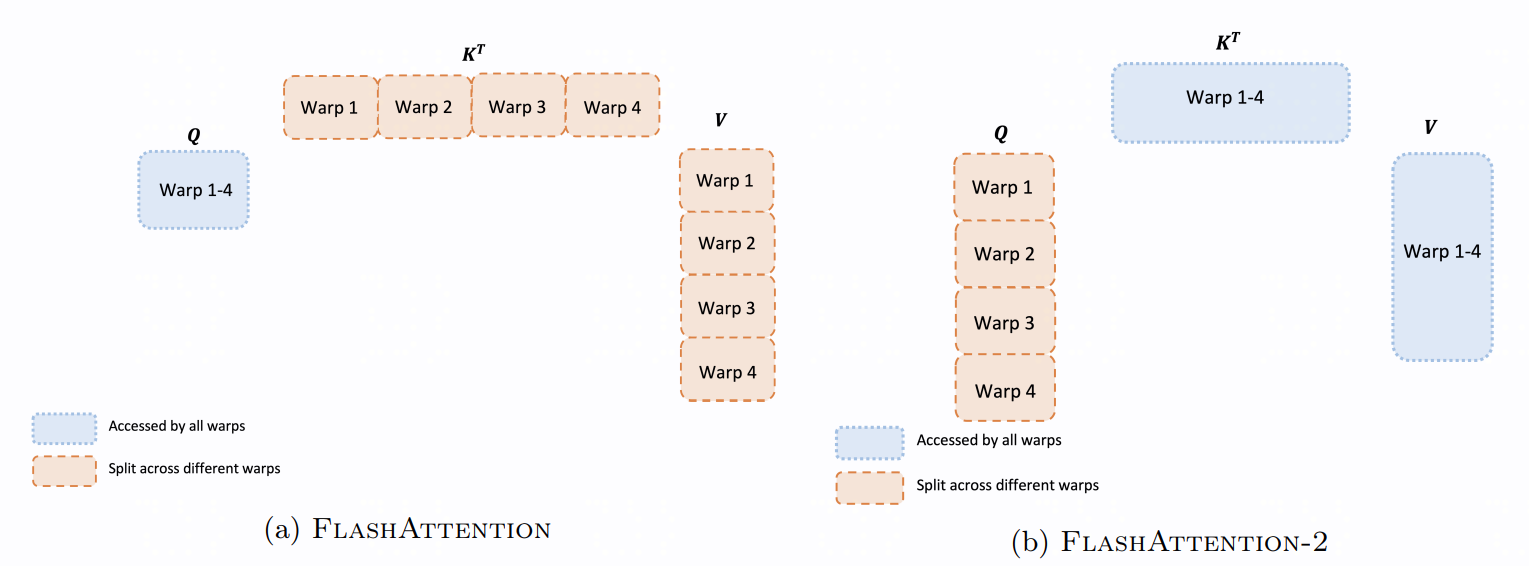 K^T
Warp 1 Warp 2 Warp 3 Warp 4
Q
Warp 1-4
V
Warp 1
Warp 2
Warp 3
Warp 4
Accessed by all warps
Split across different warps
(a) FLASHATTENTION
K^T
Warp 1-4
Q
Warp 1
Warp 2
Warp 3
Warp 4
V
Warp 1-4
Accessed by all warps
Split across different warps
(b) FLASHATTENTION-2